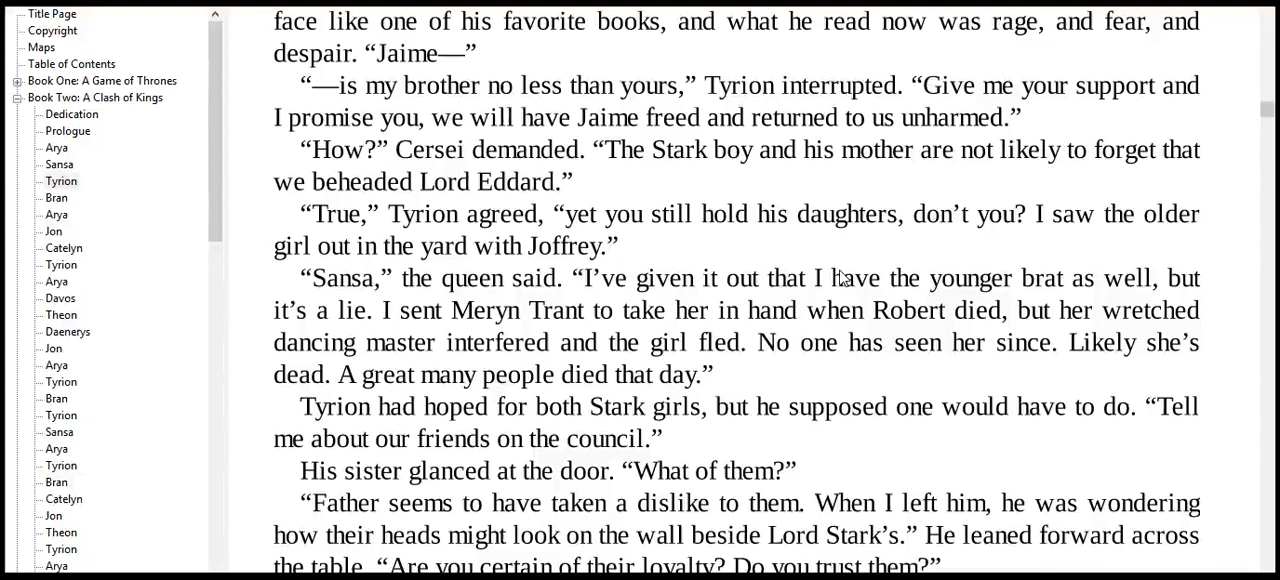 Title Page
Copyright
Maps
Table of Contents
Book One: A Game of Thrones
Book Two: A Clash of Kings
Dedication
Prologue
Arya
Sansa
Tyrion
Bran
Arya
Jon
Catelyn
Tyrion
Arya
Davos
Theon
Daenerys
Jon
Arya
Tyrion
Bran
Tyrion
Sansa
Arya
Tyrion
Bran
Catelyn
Jon
Theon
Tyrion
Arya
face like one of his favorite books, and what he read now was rage, and fear, and
despair. “Jaime—”
“—is my brother no less than yours,” Tyrion interrupted. “Give me your support and
I promise you, we will have Jaime freed and returned to us unharmed.”
“How?” Cersei demanded. “The Stark boy and his mother are not likely to forget that
we beheaded Lord Eddard.”
“True,” Tyrion agreed, “yet you still hold his daughters, don’t you? I saw the older
girl out in the yard with Joffrey.”
“Sansa,” the queen said. “I’ve given it out that I have the younger brat as well, but
it’s a lie. I sent Meryn Trant to take her in hand when Robert died, but her wretched
dancing master interfered and the girl fled. No one has seen her since. Likely she’s
dead. A great many people died that day.”
Tyrion had hoped for both Stark girls, but he supposed one would have to do. “Tell
me about our friends on the council.”
His sister glanced at the door. “What of them?”
“Father seems to have taken a dislike to them. When I left him, he was wondering
how their heads might look on the wall beside Lord Stark’s.” He leaned forward across
the table. “Are you certain of their loyalty? Do you trust them?”